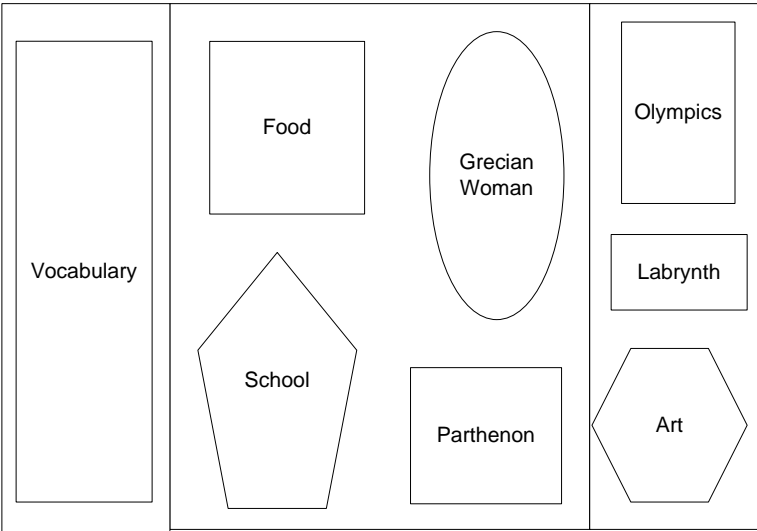 Vocabulary
Food
Grecian
Woman
School
Parthenon
Olympics
Labrynth
Art